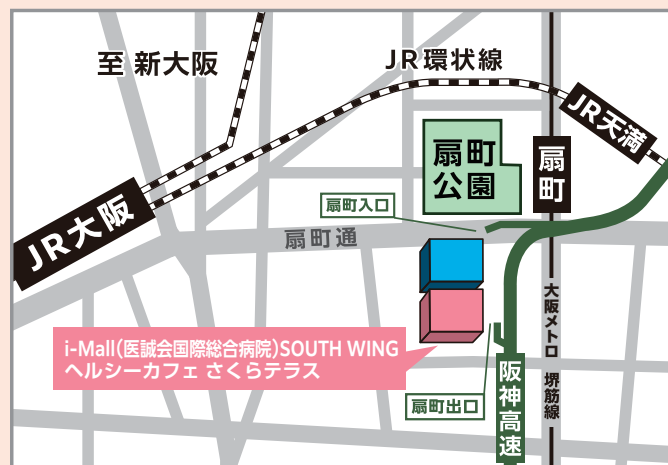 至 新大阪
JR環状線
JR天満
扇町
公園
扇町
扇町入口
JR大阪
扇町通
大阪メトロ 堺筋線
i-Mall(医誠会国際総合病院)SOUTH WING
ヘルシーカフェ さくらテラス
阪神高速
扇町出口